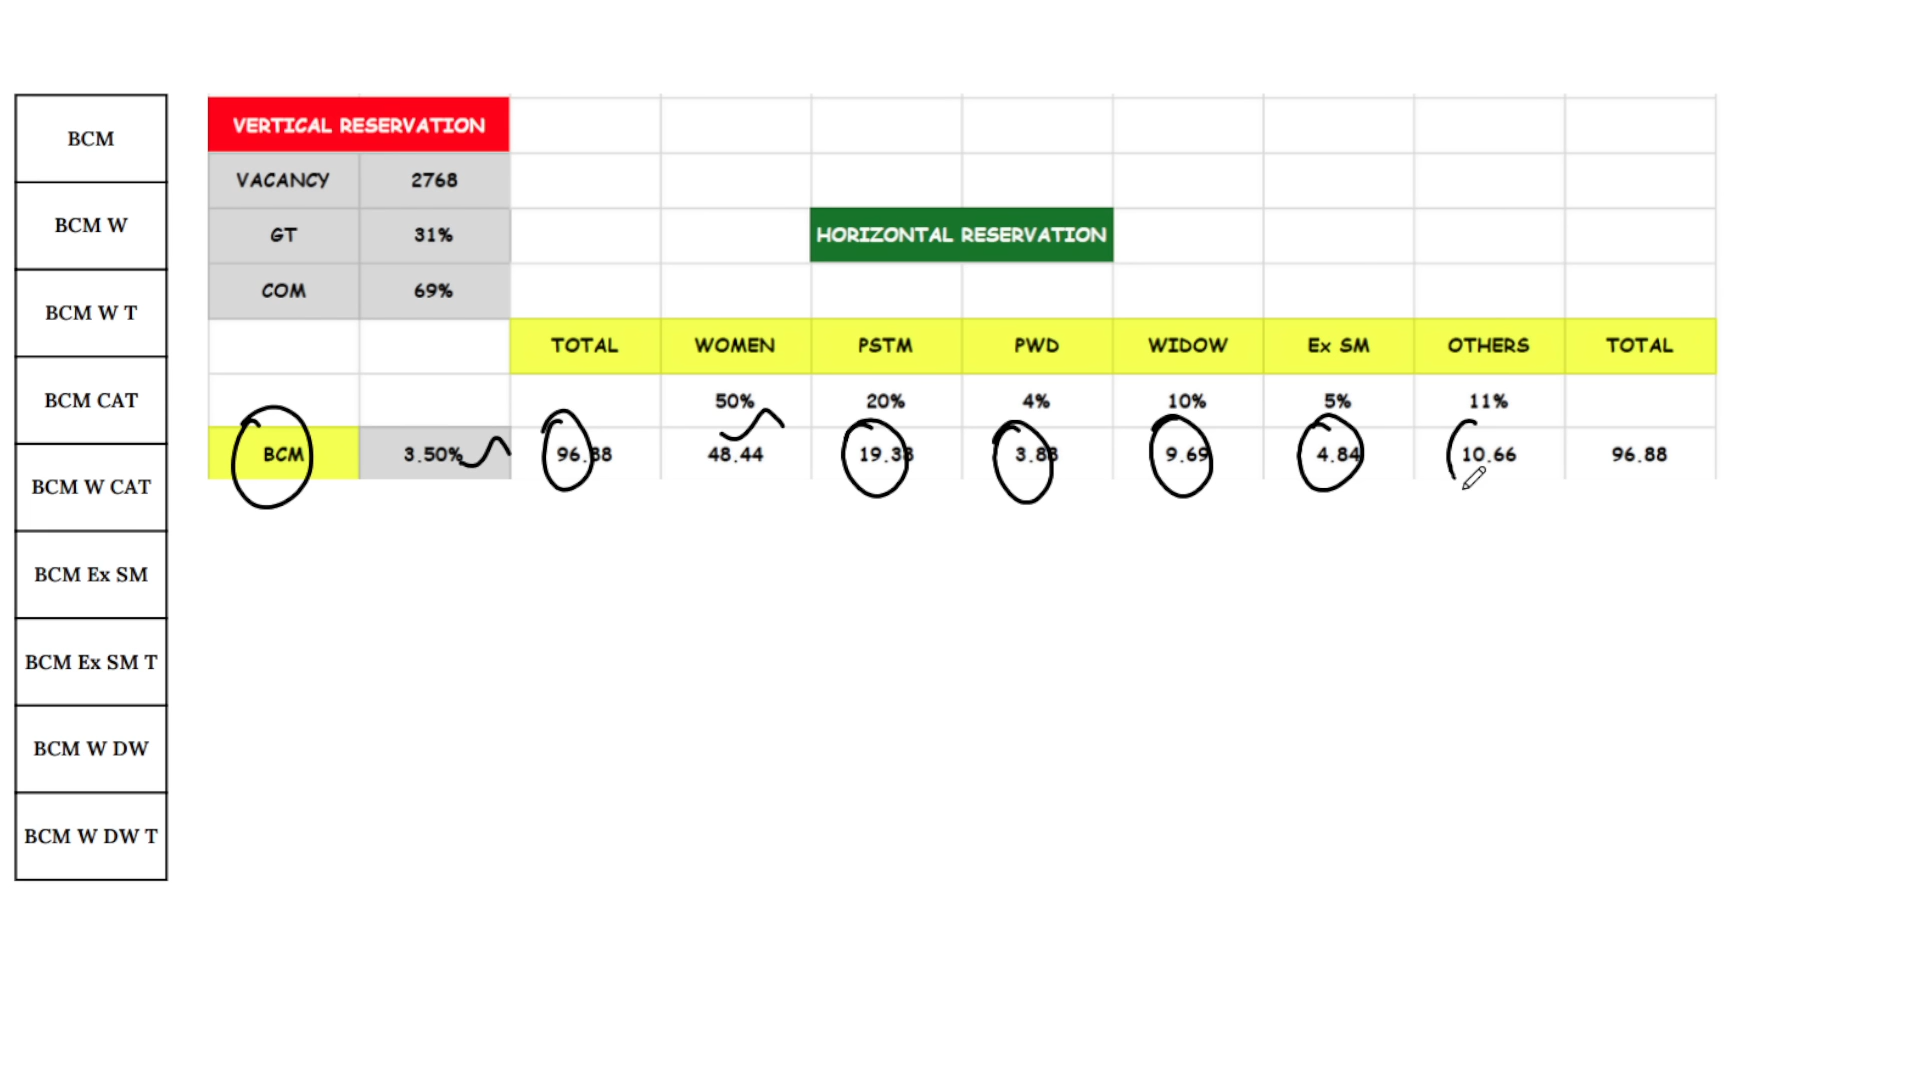 BCM
BCM W
BCM W T
BCM CAT
BCM W CAT
BCM Ex SM
BCM Ex SM T
BCM W DW
BCM W DW T
VERTICAL RESERVATION
VACANCY 2768
GT 31%
COM 69%
HORIZONTAL RESERVATION
TOTAL WOMEN PSTM PWD WIDOW Ex SM OTHERS TOTAL
50% 20% 4% 10% 5% 11%
BCM 3.50% 96.88 48.44 19.38 3.88 9.69 4.84 10.66 96.88